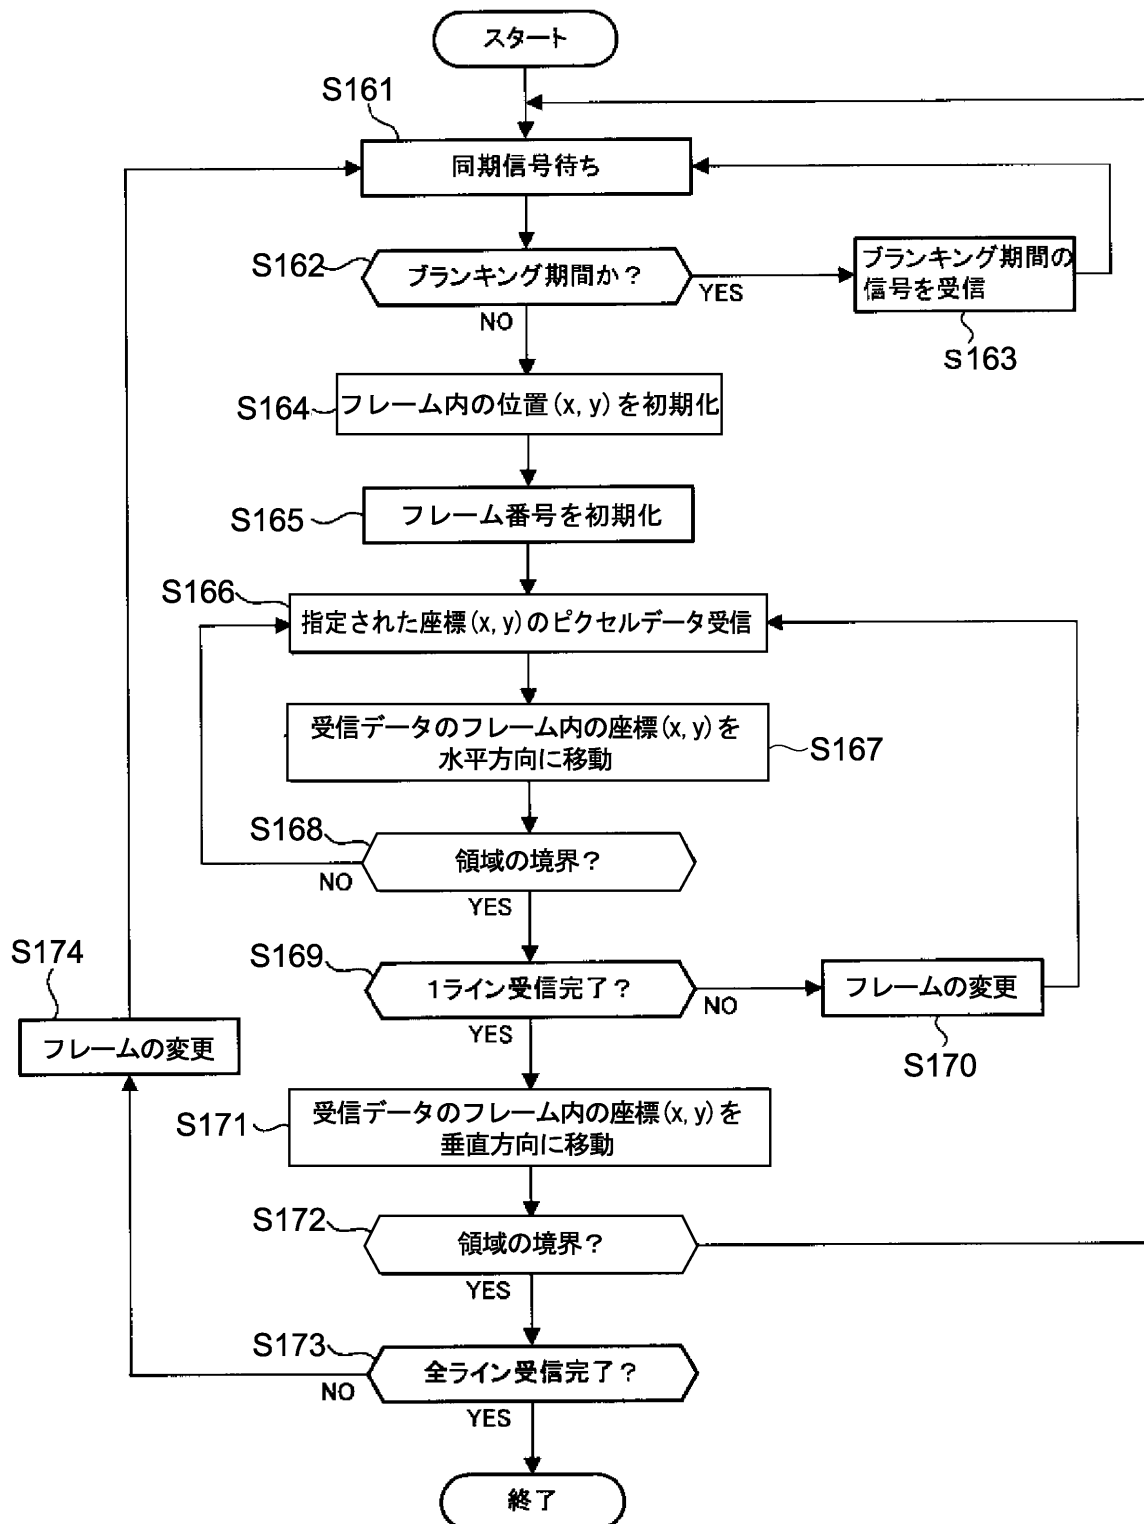 スタート
S161
同期信号待ち
S162
ブランキング期間か？
YES
NO
ブランキング期間の
信号を受信
S163
S164
フレーム内の位置(x, y)を初期化
S165
フレーム番号を初期化
S166
指定された座標(x, y)のピクセルデータ受信
受信データのフレーム内の座標(x, y)を
水平方向に移動
S167
S168
領域の境界？
NO
YES
S169
1ライン受信完了？
NO
YES
フレームの変更
S170
S174
フレームの変更
S171
受信データのフレーム内の座標(x, y)を
垂直方向に移動
S172
領域の境界？
YES
S173
全ライン受信完了？
NO
YES
終了